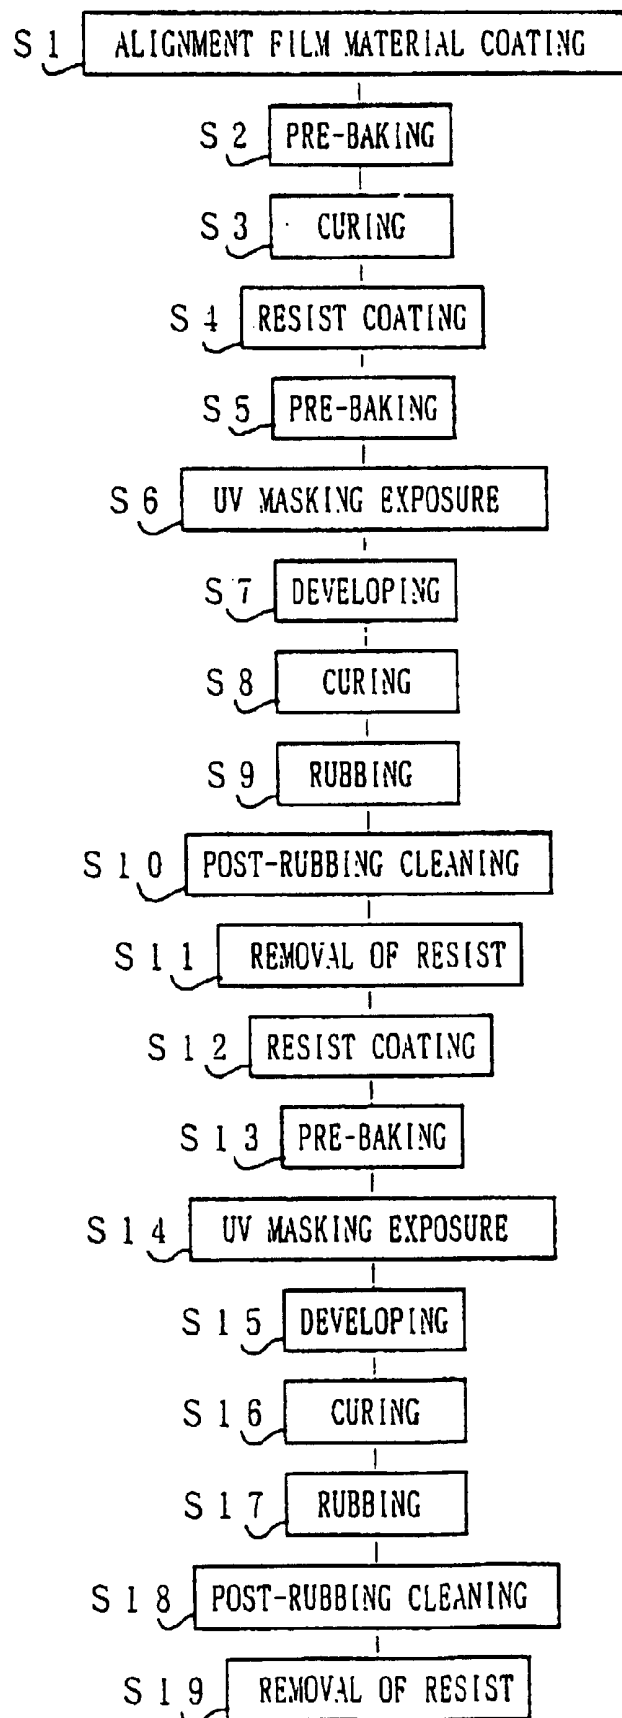 S1 ALIGNMENT FILM MATERIAL COATING
S2 PRE-BAKING
S3 CURING
S4 RESIST COATING
S5 PRE-BAKING
S6 UV MASKING EXPOSURE
S7 DEVELOPING
S8 CURING
S9 RUBBING
S10 POST-RUBBING CLEANING
S11 REMOVAL OF RESIST
S12 RESIST COATING
S13 PRE-BAKING
S14 UV MASKING EXPOSURE
S15 DEVELOPING
S16 CURING
S17 RUBBING
S18 POST-RUBBING CLEANING
S19 REMOVAL OF RESIST